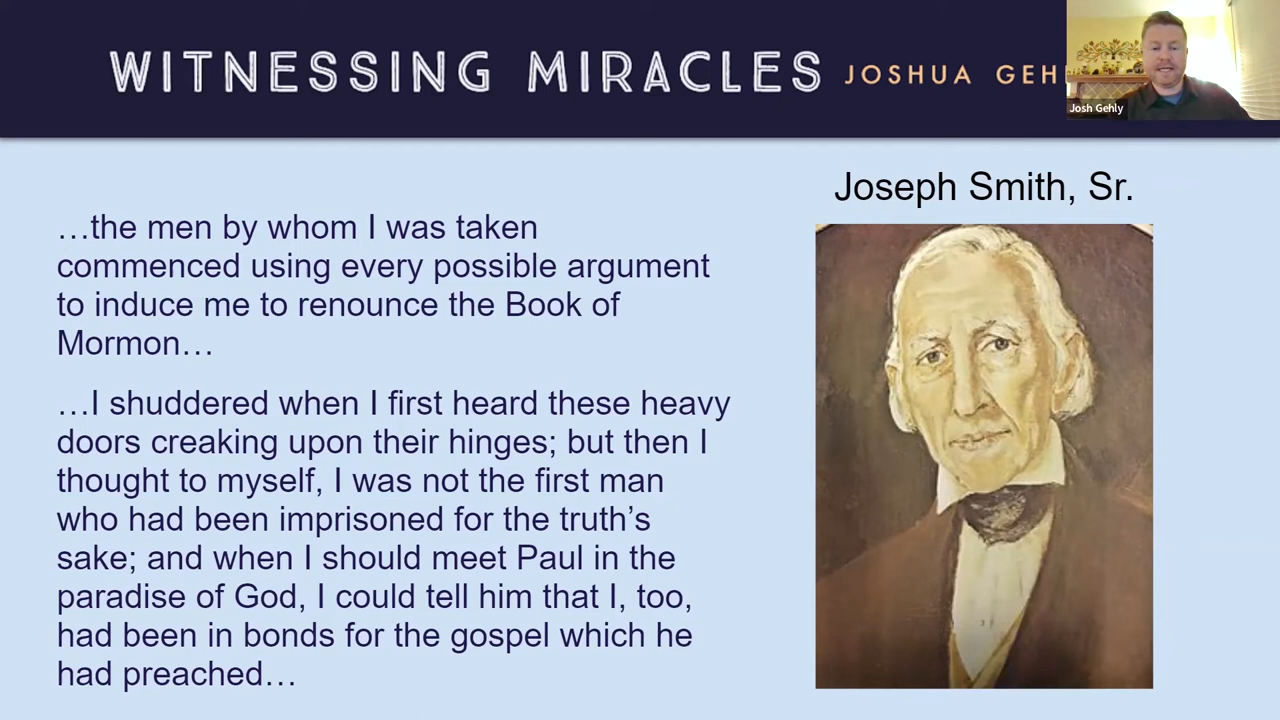 WITNESSING MIRACLES JOSHUA GEH
Josh Gehly
Joseph Smith, Sr.
…the men by whom I was taken
commenced using every possible argument
to induce me to renounce the Book of
Mormon…
…I shuddered when I first heard these heavy
doors creaking upon their hinges; but then I
thought to myself, I was not the first man
who had been imprisoned for the truth’s
sake; and when I should meet Paul in the
paradise of God, I could tell him that I, too,
had been in bonds for the gospel which he
had preached…